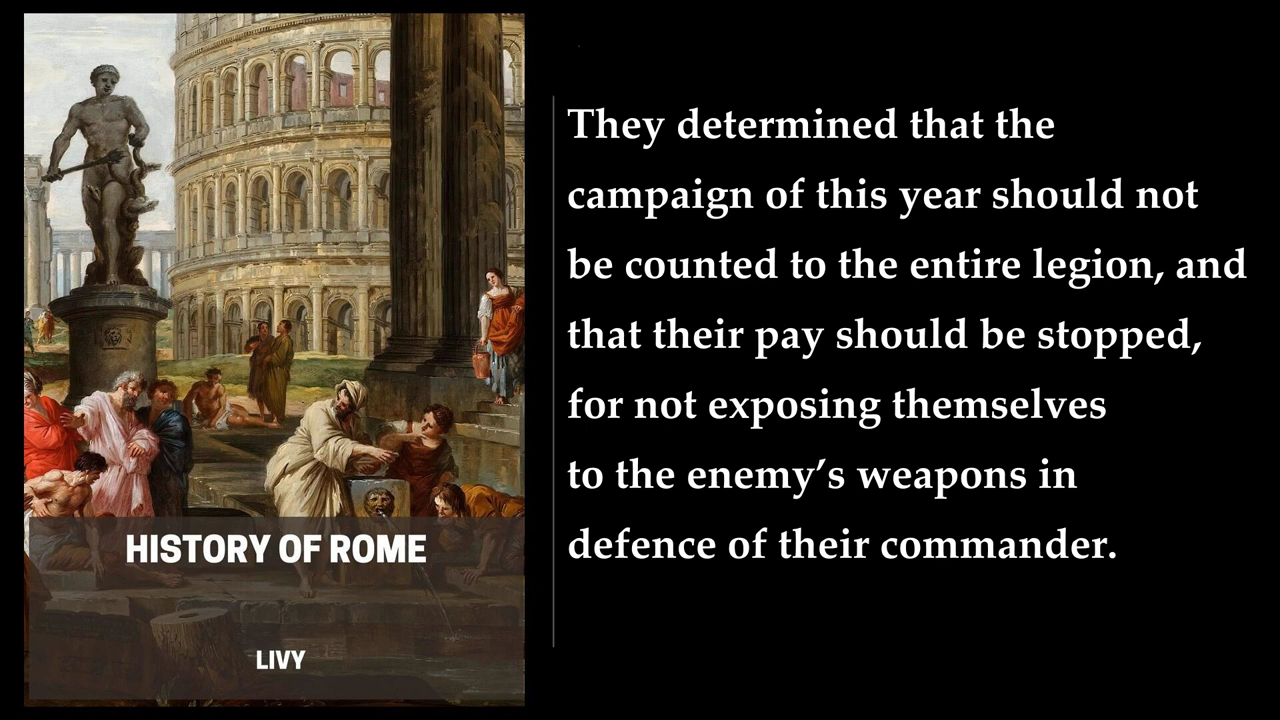 They determined that the
campaign of this year should not
be counted to the entire legion, and
that their pay should be stopped,
for not exposing themselves
to the enemy’s weapons in
defence of their commander.
HISTORY OF ROME
LIVY